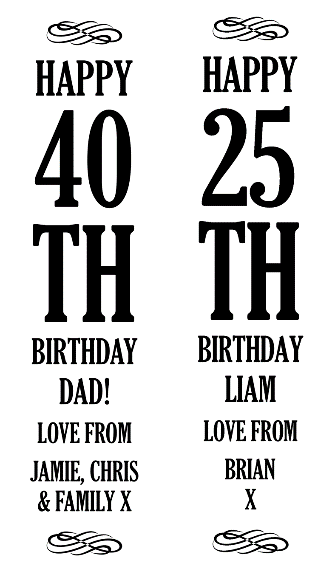 HAPPY
40
TH
BIRTHDAY
DAD!
LOVE FROM
JAMIE, CHRIS
& FAMILY X
HAPPY
25
TH
BIRTHDAY
LIAM
LOVE FROM
BRIAN
X